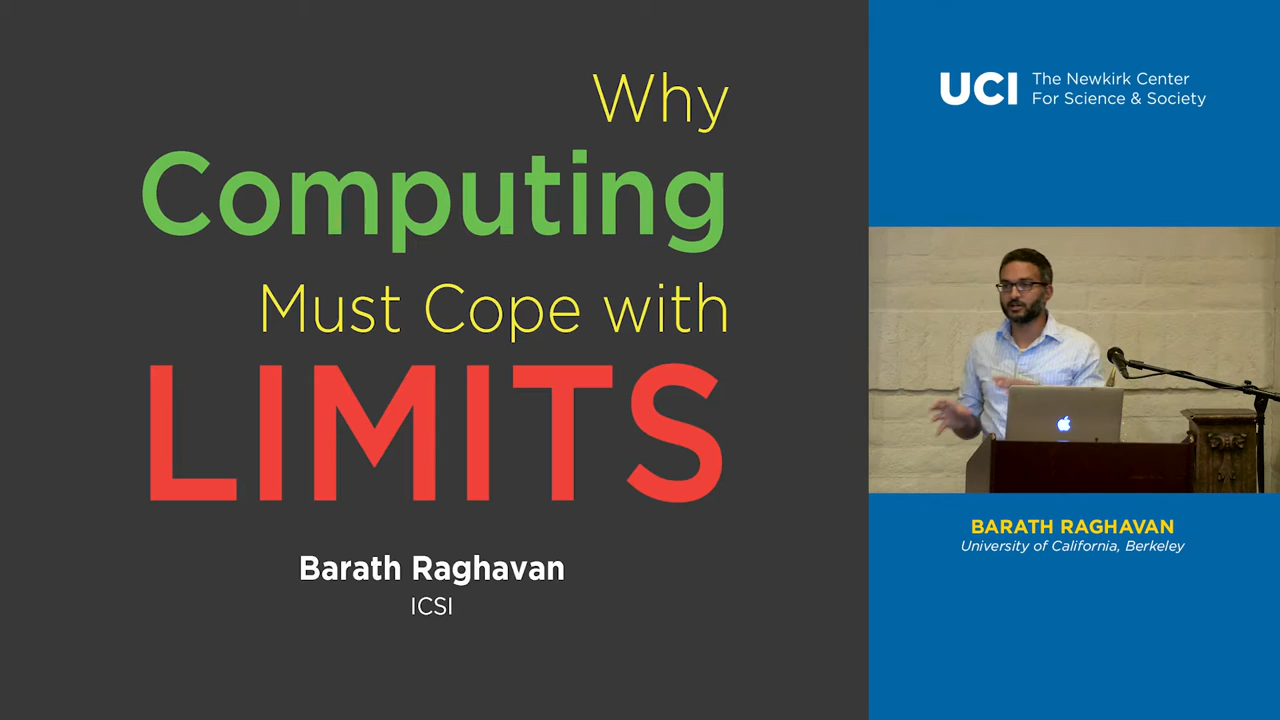 Why
Computing
Must Cope with
LIMITS
Barath Raghavan
ICSI
UCI
The Newkirk Center
For Science & Society
BARATH RAGHAVAN
University of California, Berkeley